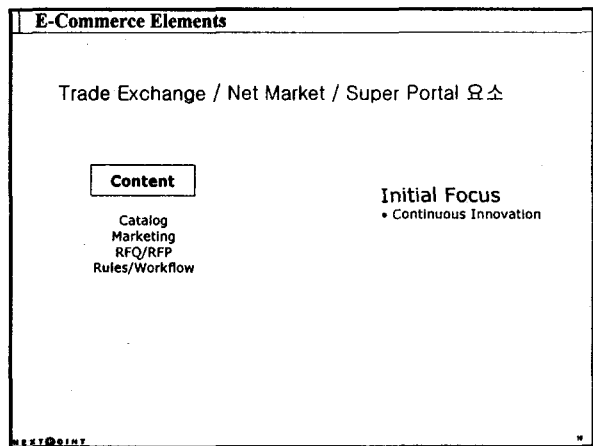 E-Commerce Elements
Trade Exchange / Net Market / Super Portal 요소
Content
Catalog
Marketing
RFQ/RFP
Rules/Workflow
Initial Focus
• Continuous Innovation
NEXTPOINT